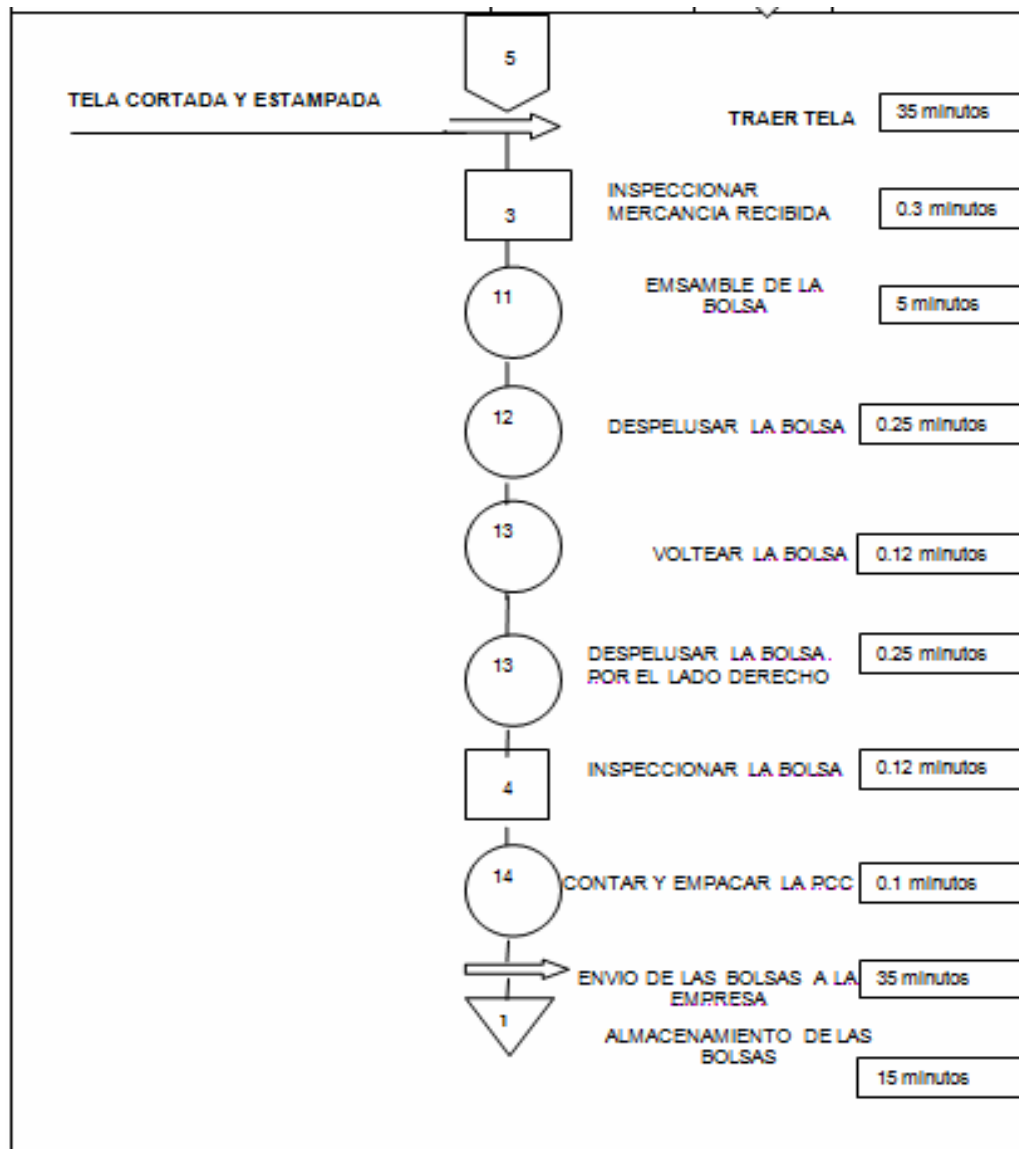 5
TELA CORTADA Y ESTAMPADA
TRAER TELA
35 minutos
3
INSPECCIONAR
MERCANCIA RECIBIDA
0.3 minutos
11
EMSAMBLE DE LA
BOLSA
5 minutos
12
DESPELUSAR LA BOLSA
0.25 minutos
13
VOLTEAR LA BOLSA
0.12 minutos
13
DESPELUSAR LA BOLSA.
POR EL LADO DERECHO
0.25 minutos
4
INSPECCIONAR LA BOLSA
0.12 minutos
14
CONTAR Y EMPACAR LA PCC
0.1 minutos
ENVIO DE LAS BOLSAS A LA
EMPRESA
35 minutos
1
ALMACENAMIENTO DE LAS
BOLSAS
15 minutos